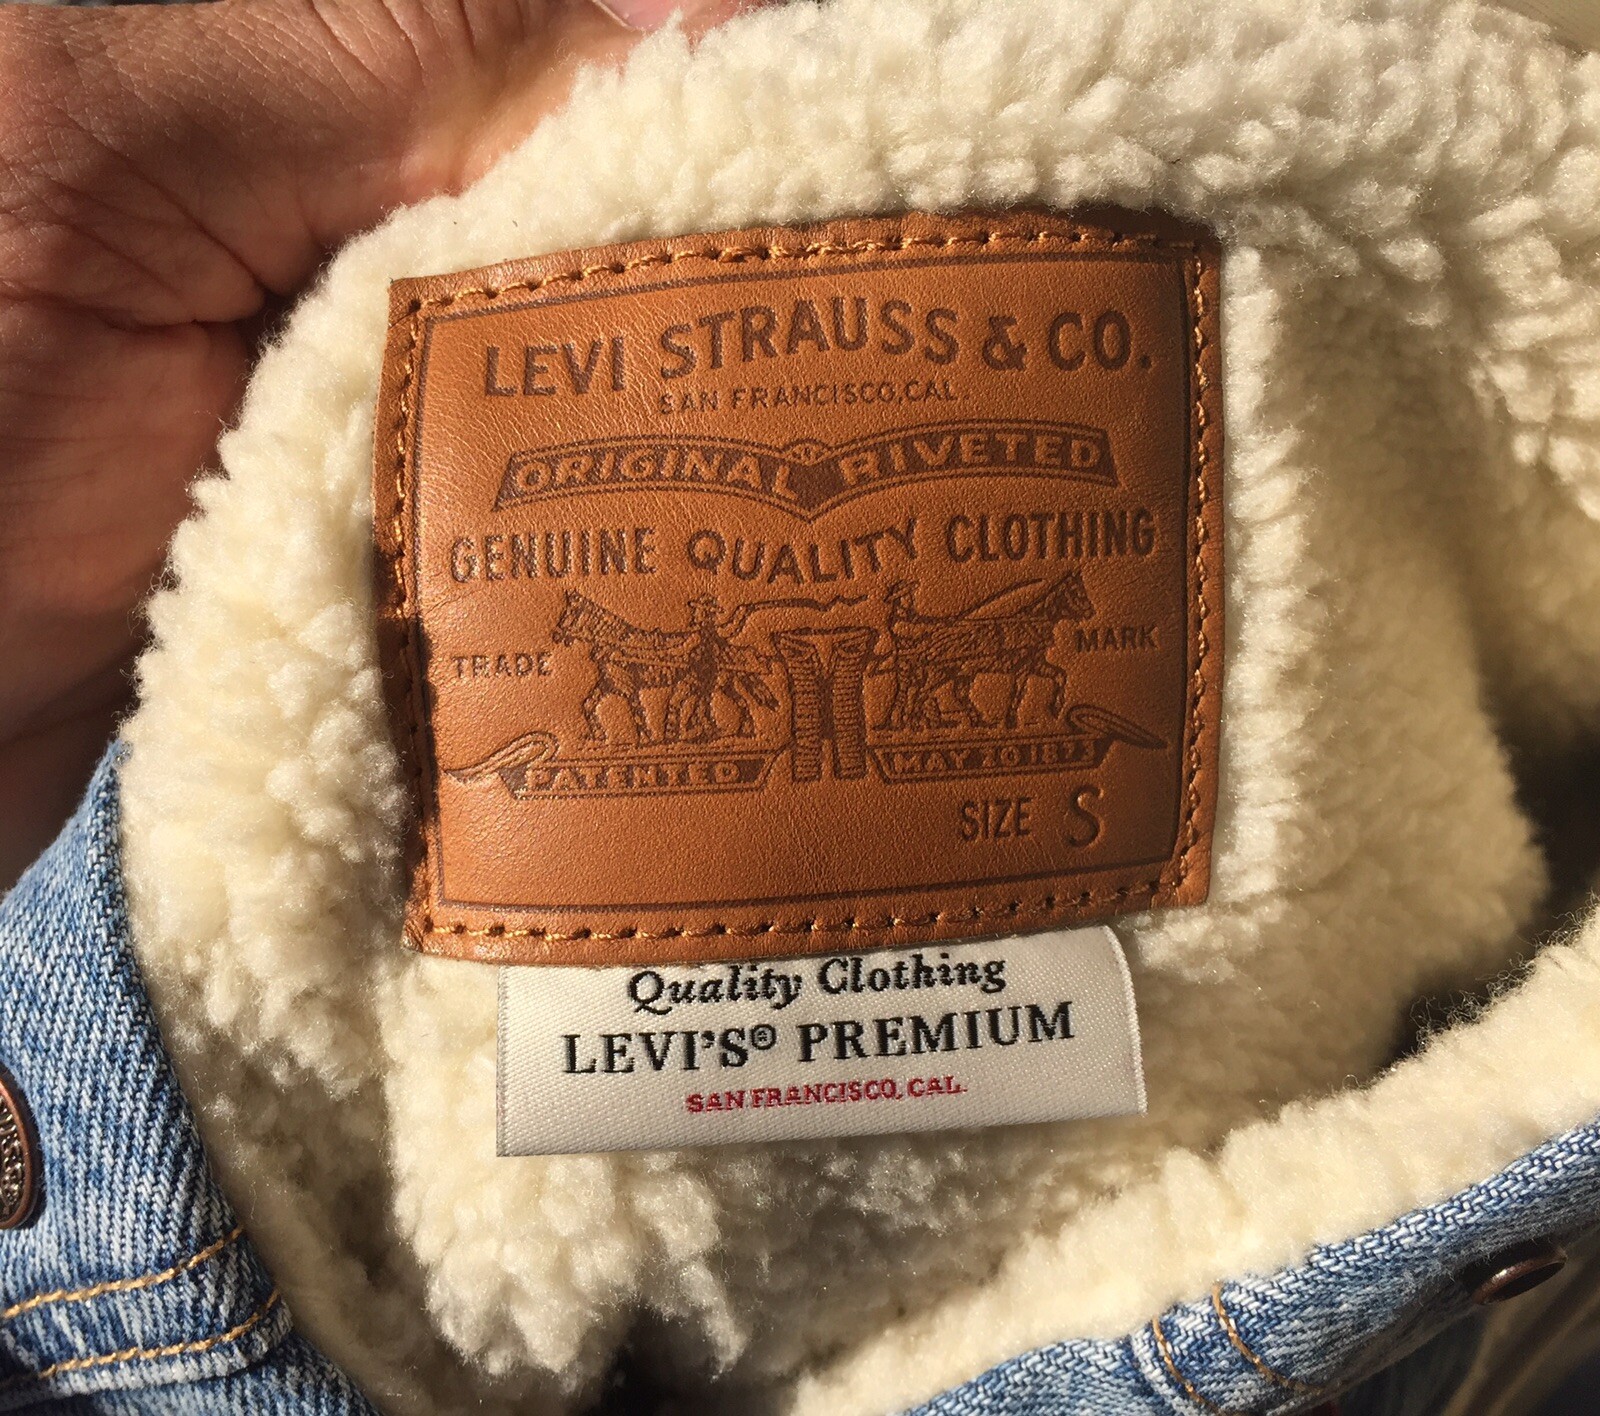 LEVI STRAUSS & CO.
SAN FRANCISCO, CAL.
ORIGINAL RIVETED
GENUINE QUALITY CLOTHING
TRADE MARK
PATENTED MAY 20 1873
SIZE S
Quality Clothing
LEVI'S® PREMIUM
SAN FRANCISCO, CAL.